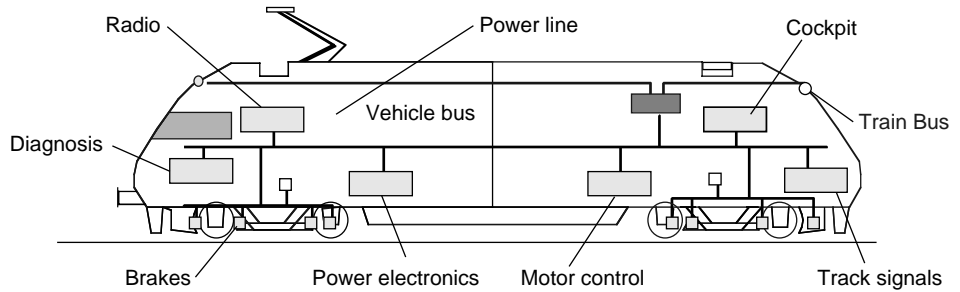 Radio
Power line
Cockpit
Vehicle bus
Train Bus
Diagnosis
Brakes
Power electronics
Motor control
Track signals